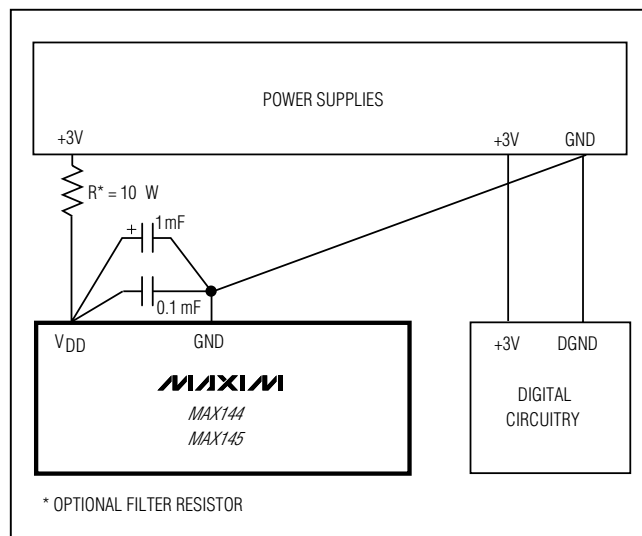 POWER SUPPLIES
+3V
+3V
GND
R* = 10 W
+
1mF
0.1 mF
VDD
GND
MAXIM
MAX144
MAX145
+3V
DGND
DIGITAL
CIRCUITRY
* OPTIONAL FILTER RESISTOR